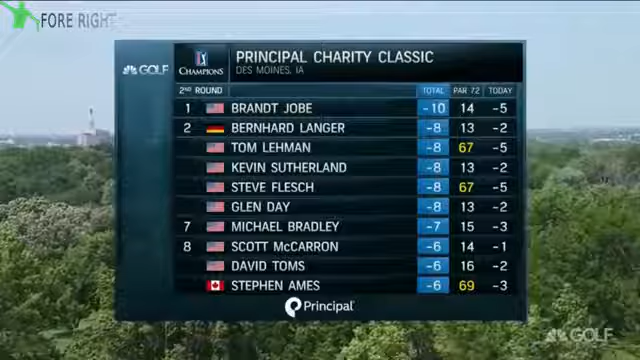 FORE RIGHT
NBC GOLF
PGA TOUR
CHAMPIONS
PRINCIPAL CHARITY CLASSIC
DES MOINES, IA
2ND ROUND TOTAL PAR 72 TODAY
1 BRANDT JOBE -10 14 -5
2 BERNHARD LANGER -8 13 -2
TOM LEHMAN -8 67 -5
KEVIN SUTHERLAND -8 13 -2
STEVE FLESCH -8 67 -5
GLEN DAY -8 13 -2
7 MICHAEL BRADLEY -7 15 -3
8 SCOTT McCARRON -6 14 -1
DAVID TOMS -6 16 -2
STEPHEN AMES -6 69 -3
Principal
GOLF